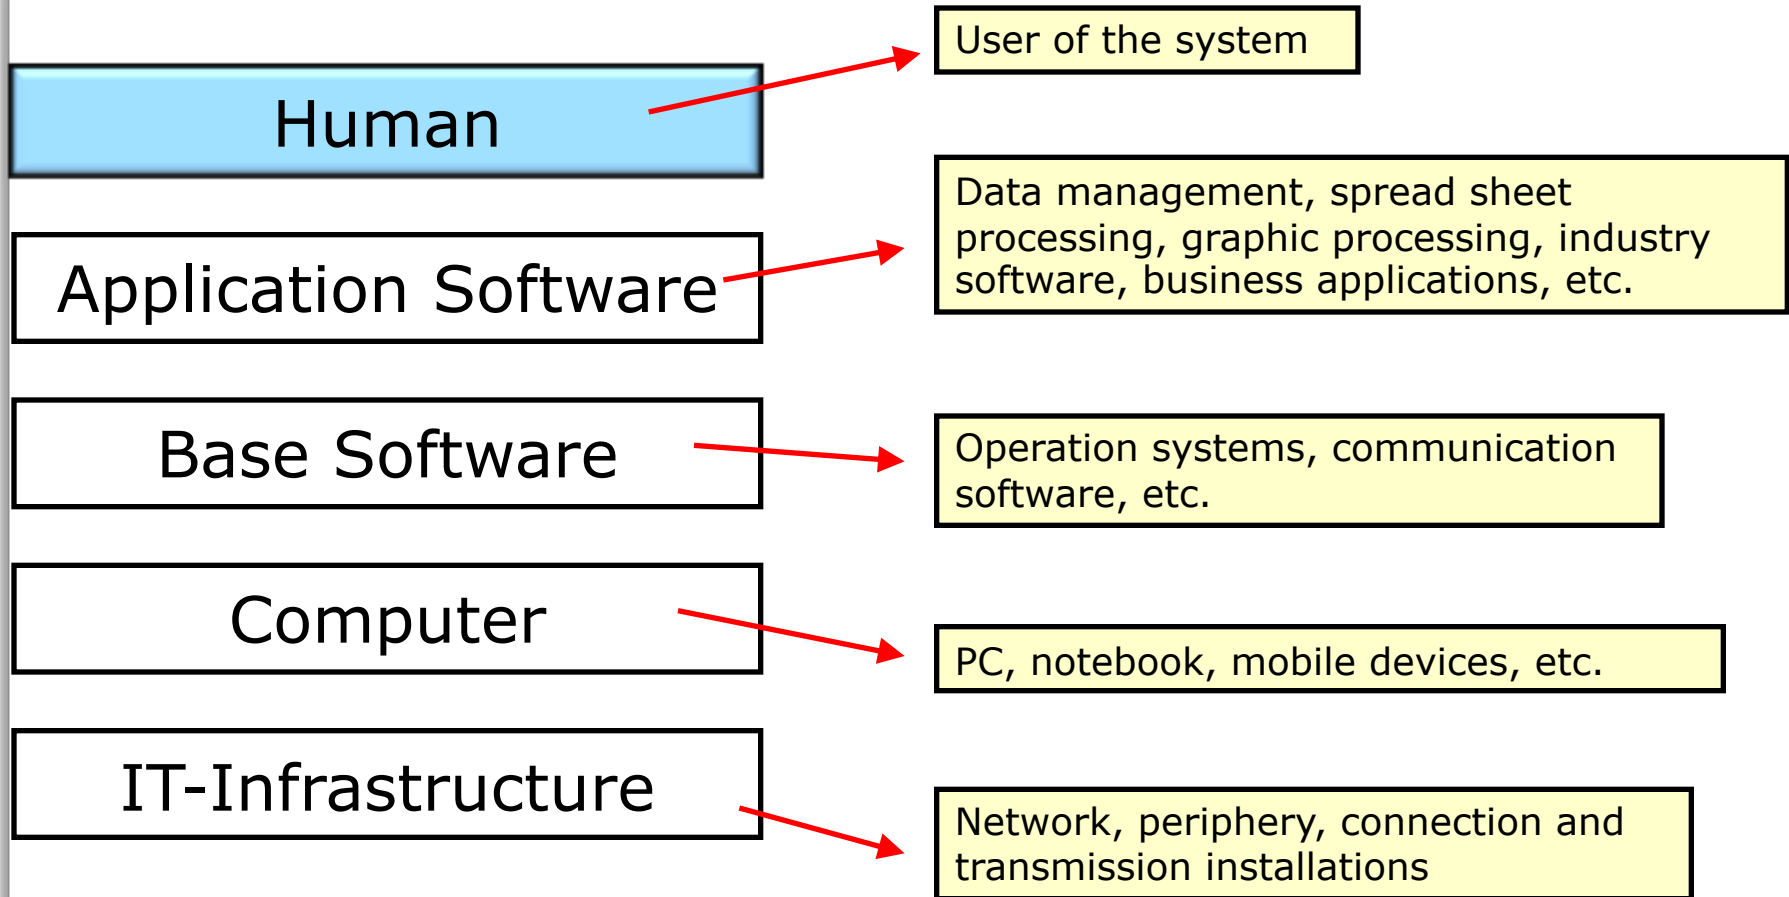 Human
User of the system
Application Software
Data management, spread sheet
processing, graphic processing, industry
software, business applications, etc.
Base Software
Operation systems, communication
software, etc.
Computer
PC, notebook, mobile devices, etc.
IT-Infrastructure
Network, periphery, connection and
transmission installations